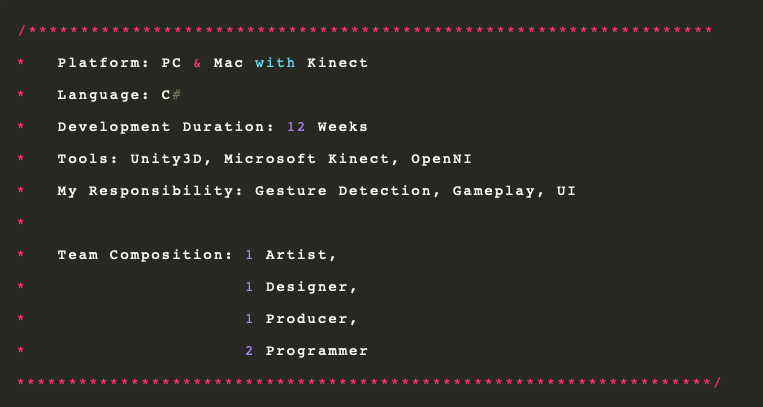 /******************************************************************
* Platform: PC & Mac with Kinect
* Language: C#
* Development Duration: 12 Weeks
* Tools: Unity3D, Microsoft Kinect, OpenNI
* My Responsibility: Gesture Detection, Gameplay, UI
*
* Team Composition: 1 Artist,
* 1 Designer,
* 1 Producer,
* 2 Programmer
*******************************************************************/